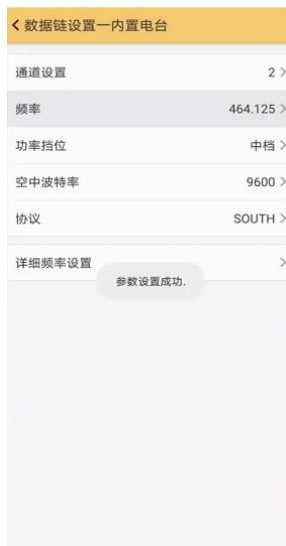 数据链设置一内置电台
通道设置 2
频率 464.125
功率挡位 中档
空中波特率 9600
协议 SOUTH
详细频率设置
参数设置成功.